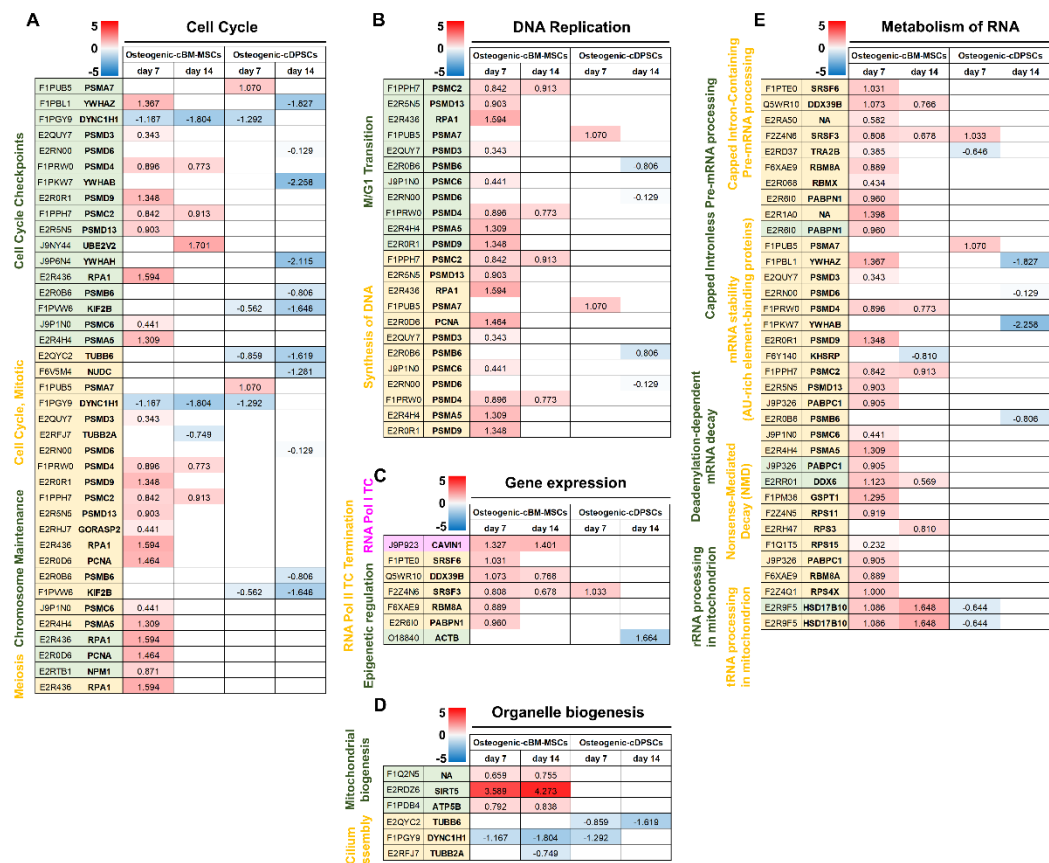 A
5
0
-5
Cell Cycle
Osteogenic-cBM-MSCs Osteogenic-cDPSCs
day 7 day 14 day 7 day 14
Cell Cycle Checkpoints
F1PUB5 PSMA7 1.070
F1PBL1 YWHAZ 1.367 -1.827
F1PGY9 DYNC1H1 -1.167 -1.804 -1.292
E2QUY7 PSMD3 0.343
E2RN00 PSMD6 -0.129
F1PRW0 PSMD4 0.896 0.773
F1PKW7 YWHAB -2.258
E2R0R1 PSMD9 1.348
F1PPH7 PSMC2 0.842 0.913
E2R5N5 PSMD13 0.903
J9NY44 UBE2V2 1.701
J9P6N4 YWHAH -2.115
E2R436 RPA1 1.594
E2R0B6 PSMB6 -0.806
F1PVW6 KIF2B -0.562 -1.646
J9P1N0 PSMC6 0.441
E2R4H4 PSMA5 1.309
Cell Cycle, Mitotic
E2QYC2 TUBB6 -0.859 -1.619
F6V5M4 NUDC -1.281
F1PUB5 PSMA7 1.070
F1PGY9 DYNC1H1 -1.167 -1.804 -1.292
E2QUY7 PSMD3 0.343
E2RFJ7 TUBB2A -0.749
E2RN00 PSMD6 -0.129
F1PRW0 PSMD4 0.896 0.773
E2R0R1 PSMD9 1.348
F1PPH7 PSMC2 0.842 0.913
E2R5N5 PSMD13 0.903
E2RHJ7 GORASP2 0.441
E2R436 RPA1 1.594
E2R0D6 PCNA 1.464
E2R0B6 PSMB6 -0.806
F1PVW6 KIF2B -0.562 -1.646
J9P1N0 PSMC6 0.441
E2R4H4 PSMA5 1.309
Chromosome Maintenance
E2R436 RPA1 1.594
E2R0D6 PCNA 1.464
E2RTB1 NPM1 0.871
Meiosis
E2R436 RPA1 1.594
B
5
0
-5
DNA Replication
Osteogenic-cBM-MSCs Osteogenic-cDPSCs
day 7 day 14 day 7 day 14
M/G1 Transition
F1PPH7 PSMC2 0.842 0.913
E2R5N5 PSMD13 0.903
E2R436 RPA1 1.594
F1PUB5 PSMA7 1.070
E2QUY7 PSMD3 0.343
E2R0B6 PSMB6 -0.806
J9P1N0 PSMC6 0.441
E2RN00 PSMD6 -0.129
F1PRW0 PSMD4 0.896 0.773
E2R4H4 PSMA5 1.309
E2R0R1 PSMD9 1.348
Synthesis of DNA
F1PPH7 PSMC2 0.842 0.913
E2R5N5 PSMD13 0.903
E2R436 RPA1 1.594
F1PUB5 PSMA7 1.070
E2R0D6 PCNA 1.464
E2QUY7 PSMD3 0.343
E2R0B6 PSMB6 0.806
J9P1N0 PSMC6 0.441
E2RN00 PSMD6 -0.129
F1PRW0 PSMD4 0.896 0.773
E2R4H4 PSMA5 1.309
E2R0R1 PSMD9 1.348
C
5
0
-5
Gene expression
Osteogenic-cBM-MSCs Osteogenic-cDPSCs
day 7 day 14 day 7 day 14
RNA Pol I TC
RNA Pol II TC Termination
Epigenetic regulation
J9P923 CAVIN1 1.327 1.401
F1PTE0 SRSF6 1.031
Q5WR10 DDX39B 1.073 0.766
F2Z4N6 SRSF3 0.808 0.678 1.033
F6XAE9 RBM8A 0.889
E2R6I0 PABPN1 0.960
O18840 ACTB 1.664
D
5
0
-5
Organelle biogenesis
Osteogenic-cBM-MSCs Osteogenic-cDPSCs
day 7 day 14 day 7 day 14
Mitochondrial
biogenesis
F1Q2N5 NA 0.659 0.755
E2RDZ6 SIRT5 3.588 4.273
F1PDB4 ATP5B 0.792 0.838
Cilium
assembly
E2QYC2 TUBB6 -0.859 -1.619
F1PGY9 DYNC1H1 -1.167 -1.804 -1.292
E2RFJ7 TUBB2A -0.749
E
5
0
-5
Metabolism of RNA
Osteogenic-cBM-MSCs Osteogenic-cDPSCs
day 7 day 14 day 7 day 14
Capped Intron-Containing
Pre-mRNA processing
F1PTE0 SRSF6 1.031
Q5WR10 DDX39B 1.073 0.766
E2RA50 NA 0.582
F2Z4N6 SRSF3 0.808 0.678 1.033
E2RD37 TRA2B 0.385 -0.646
F6XAE9 RBM8A 0.889
E2R068 RBMX 0.434
E2R6I0 PABPN1 0.960
E2R1A0 NA 1.398
Capped Intronless Pre-mRNA processing
E2R6I0 PABPN1 0.960
mRNA stability
(AU-rich element-binding proteins)
F1PUB5 PSMA7 1.070
F1PBL1 YWHAZ 1.367 -1.827
E2QUY7 PSMD3 0.343
E2RN00 PSMD6 -0.129
F1PRW0 PSMD4 0.896 0.773
F1PKW7 YWHAB -2.258
E2R0R1 PSMD9 1.348
F6Y140 KHSRP -0.810
F1PPH7 PSMC2 0.842 0.913
E2R5N5 PSMD13 0.903
J9P326 PABPC1 0.905
E2R0B6 PSMB6 -0.806
J9P1N0 PSMC6 0.441
E2R4H4 PSMA5 1.309
Deadenylation-dependent
mRNA decay
J9P326 PABPC1 0.905
E2RR01 DDX6 1.123 0.569
Nonsense-Mediated
Decay (NMD)
F1PM36 GSPT1 1.295
F2Z4N5 RPS11 0.919
E2RH47 RPS3 0.810
F1Q1T5 RPS15 0.232
J9P326 PABPC1 0.905
F6XAE9 RBM8A 0.889
F2Z4Q1 RPS4X 1.000
rRNA processing
in mitochondrion
E2R9F5 HSD17B10 1.086 1.648 -0.644
tRNA processing
in mitochondrion
E2R9F5 HSD17B10 1.086 1.648 -0.644